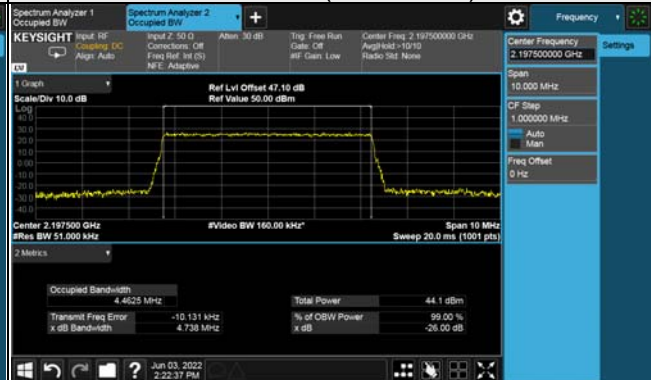 Spectrum Analyzer 1
Occupied BW
Spectrum Analyzer 2
Occupied BW
+
Frequency
KEYSIGHT
Input: RF
Coupling: DC
Align: Auto
Input Z: 50 Ω
Corrections: Off
Freq Ref: Int (S)
NFE: Adaptive
Atten: 30 dB
Trig: Free Run
Gate: Off
#IF Gain: Low
Center Freq: 2.197500000 GHz
Avg|Hold:>10/10
Radio Std: None
Center Frequency
2.197500000 GHz
Settings
Span
10.000 MHz
CF Step
1.000000 MHz
Auto
Man
Freq Offset
0 Hz
1 Graph
Scale/Div 10.0 dB
Ref Lvl Offset 47.10 dB
Ref Value 50.00 dBm
Log
40.0
30.0
20.0
10.0
0.00
-10.0
-20.0
-30.0
-40.0
Center 2.197500 GHz
#Res BW 51.000 kHz
#Video BW 160.00 kHz*
Span 10 MHz
Sweep 20.0 ms (1001 pts)
2 Metrics
Occupied Bandwidth
4.4625 MHz
Total Power
44.1 dBm
Transmit Freq Error
-10.131 kHz
% of OBW Power
99.00 %
x dB Bandwidth
4.738 MHz
x dB
-26.00 dB
?
Jun 03, 2022
2:22:37 PM